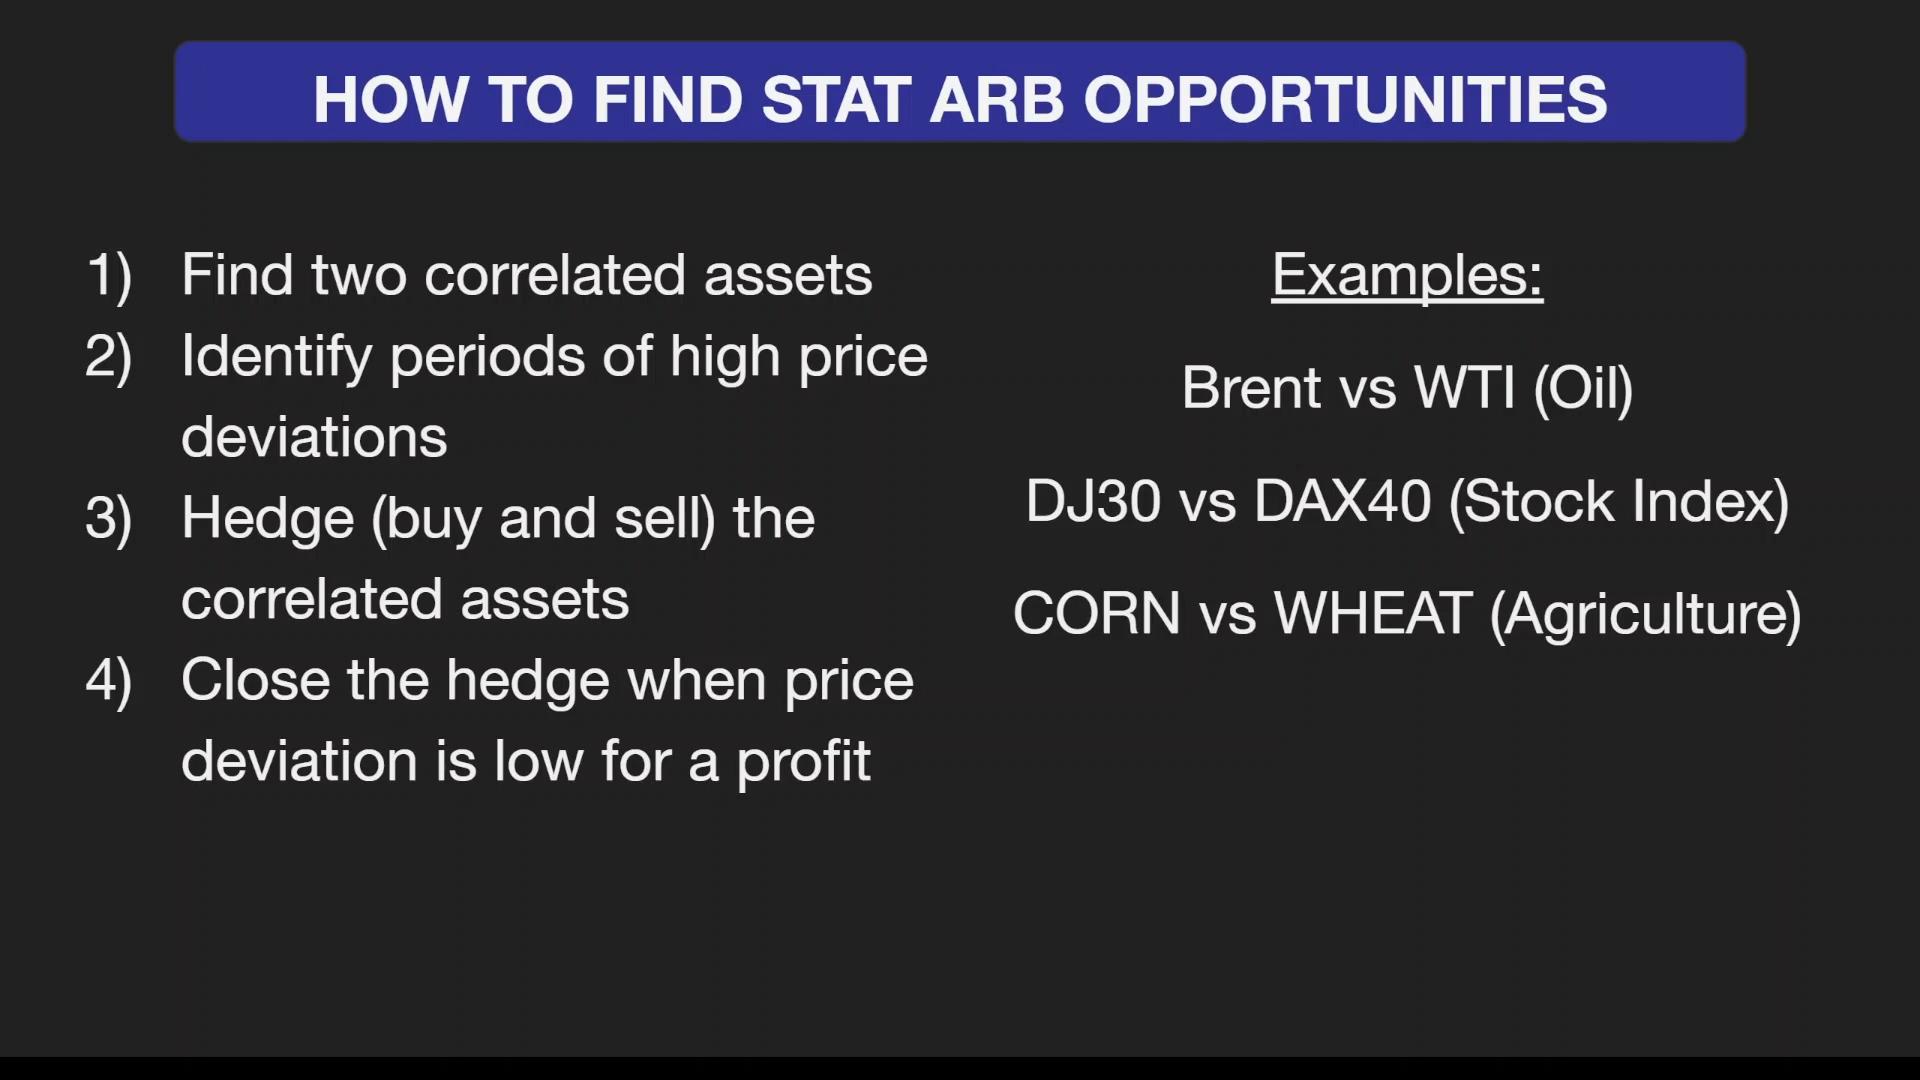 HOW TO FIND STAT ARB OPPORTUNITIES
1) Find two correlated assets
2) Identify periods of high price
deviations
3) Hedge (buy and sell) the
correlated assets
4) Close the hedge when price
deviation is low for a profit
Examples:
Brent vs WTI (Oil)
DJ30 vs DAX40 (Stock Index)
CORN vs WHEAT (Agriculture)